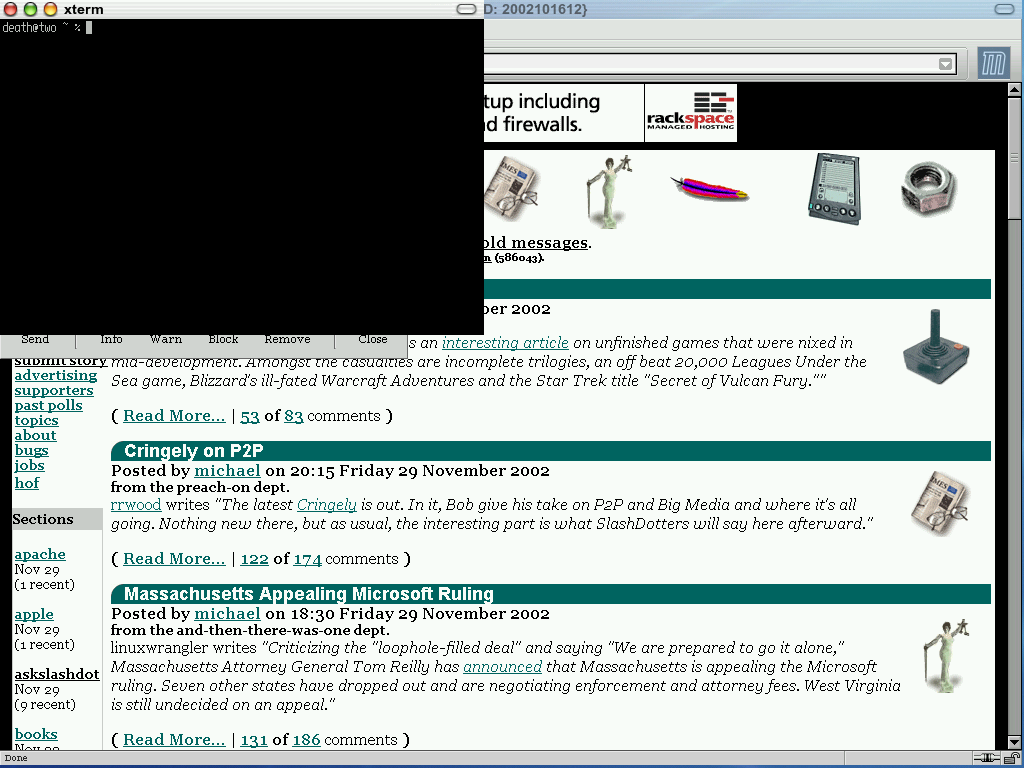 xterm
D: 2002101612}
death@two ~ %
tup including
d firewalls.
rackspace
MANAGED HOSTING
TIMES
old messages.
n (586043).
ber 2002
Send Info Warn Block Remove Close
submit story
advertising
supporters
past polls
topics
about
bugs
jobs
hof
Sections
apache
Nov 29
(1 recent)
apple
Nov 29
(1 recent)
askslashdot
Nov 29
(9 recent)
books
Nov 29
s an interesting article on unfinished games that were nixed in
mid-development. Amongst the casualties are incomplete trilogies, an off beat 20,000 Leagues Under the
Sea game, Blizzard's ill-fated Warcraft Adventures and the Star Trek title "Secret of Vulcan Fury.""
( Read More... | 53 of 83 comments )
Cringely on P2P
Posted by michael on 20:15 Friday 29 November 2002
from the preach-on dept.
rrwood writes "The latest Cringely is out. In it, Bob give his take on P2P and Big Media and where it's all
going. Nothing new there, but as usual, the interesting part is what SlashDotters will say here afterward."
( Read More... | 122 of 174 comments )
Massachusetts Appealing Microsoft Ruling
Posted by michael on 18:30 Friday 29 November 2002
from the and-then-there-was-one dept.
linuxwrangler writes "Criticizing the "loophole-filled deal" and saying "We are prepared to go it alone,"
Massachusetts Attorney General Tom Reilly has announced that Massachusetts is appealing the Microsoft
ruling. Seven other states have dropped out and are negotiating enforcement and attorney fees. West Virginia
is still undecided on an appeal."
( Read More... | 131 of 186 comments )
Done